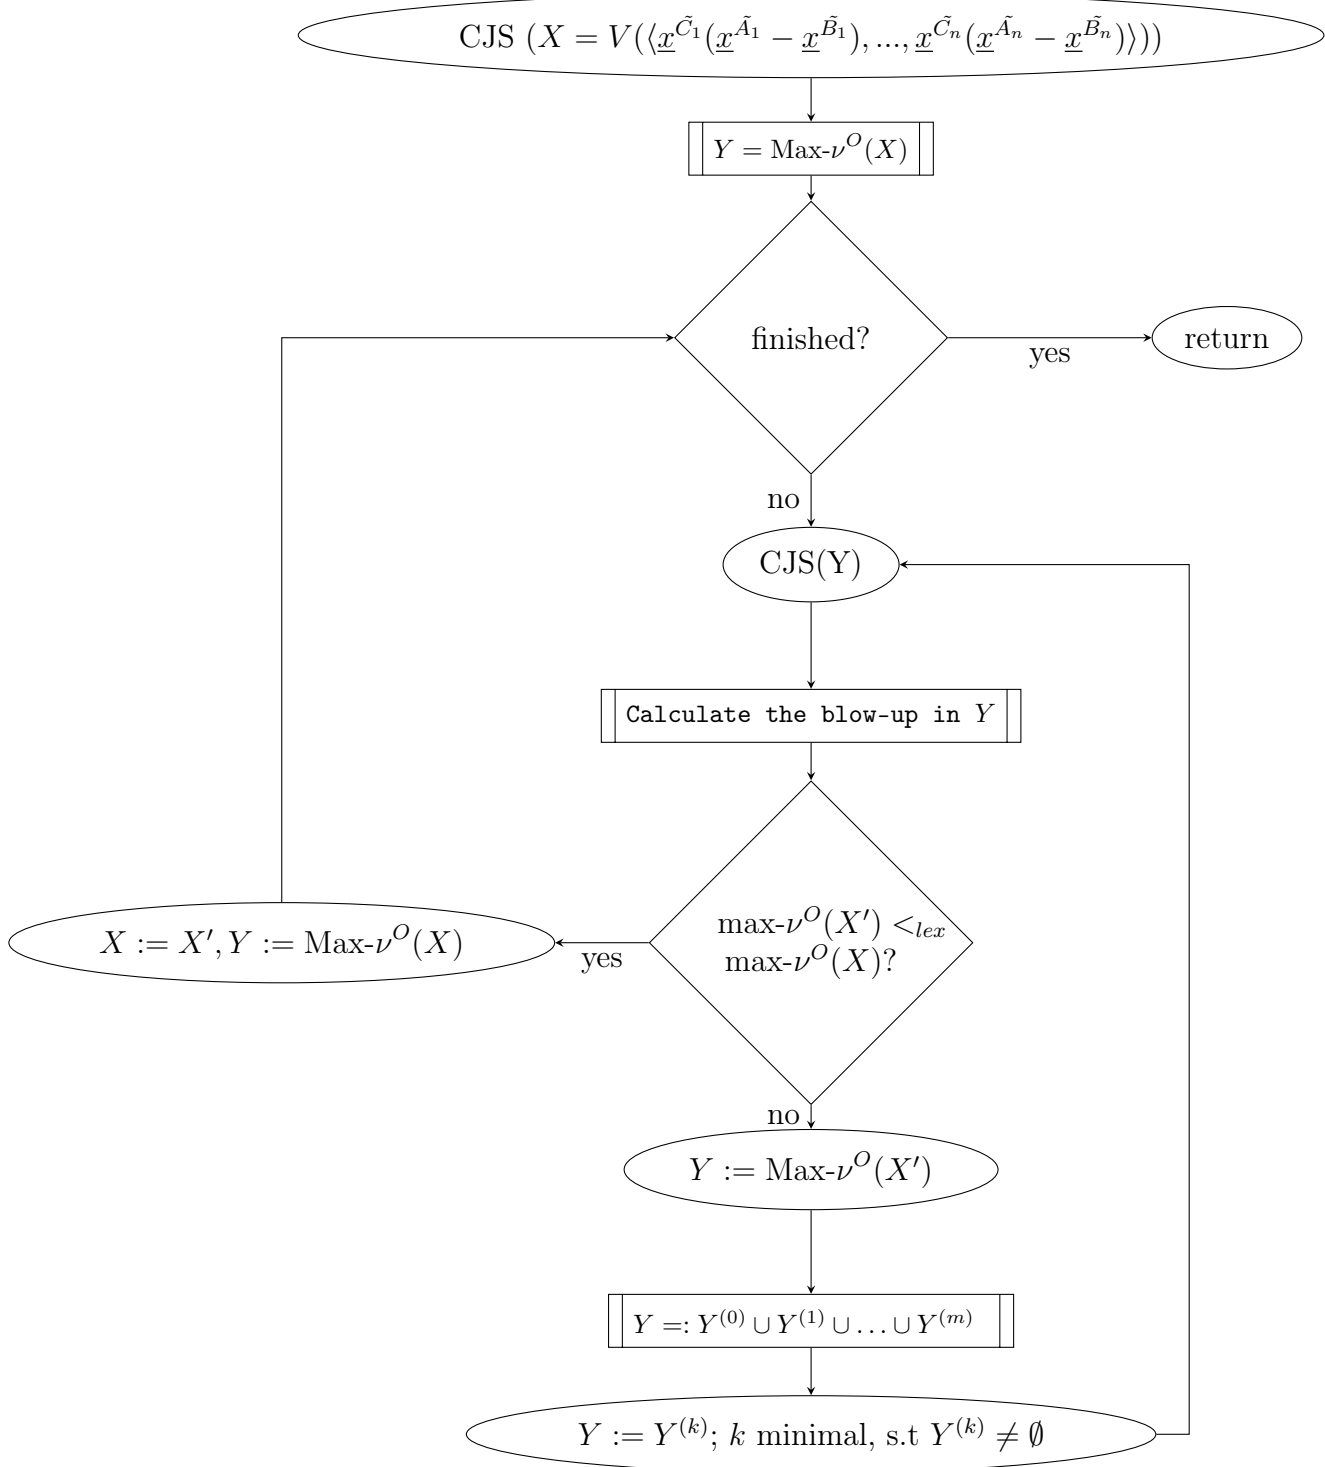 CJS (X = V(⟨x̲^{C̃_1}(x̲^{Ã_1} − x̲^{B̃_1}), ..., x̲^{C̃_n}(x̲^{Ã_n} − x̲^{B̃_n})⟩))
Y = Max-ν^O(X)
finished?
yes
return
no
CJS(Y)
Calculate the blow-up in Y
max-ν^O(X′) <_{lex}
max-ν^O(X)?
yes
X := X′, Y := Max-ν^O(X)
no
Y := Max-ν^O(X′)
Y =: Y^{(0)} ∪ Y^{(1)} ∪ … ∪ Y^{(m)}
Y := Y^{(k)}; k minimal, s.t Y^{(k)} ≠ ∅